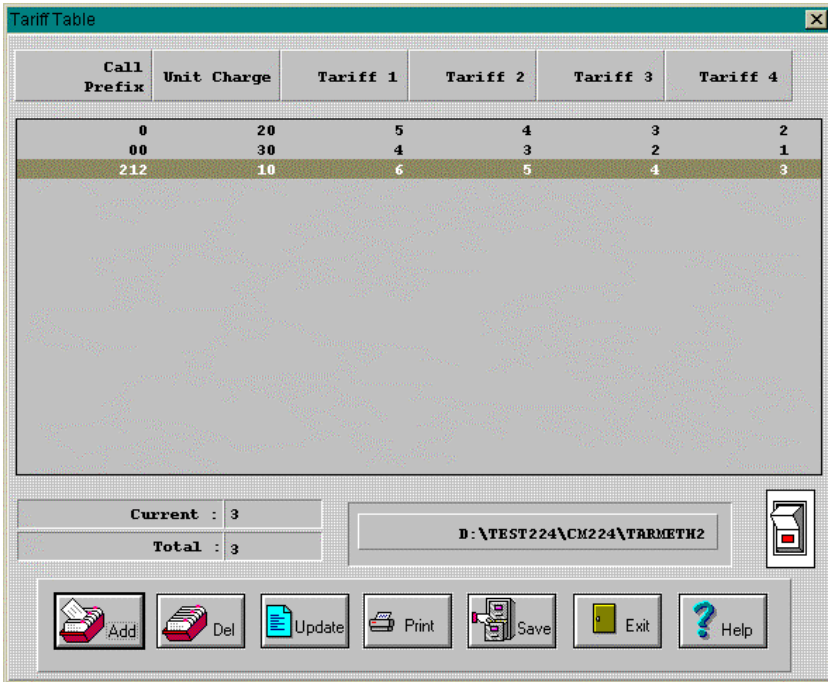 Tariff Table
Call Prefix Unit Charge Tariff 1 Tariff 2 Tariff 3 Tariff 4
0 20 5 4 3 2
00 30 4 3 2 1
212 10 6 5 4 3
Current : 3
Total : 3
D:\TEST224\CM224\TARMETH2
Add Del Update Print Save Exit Help